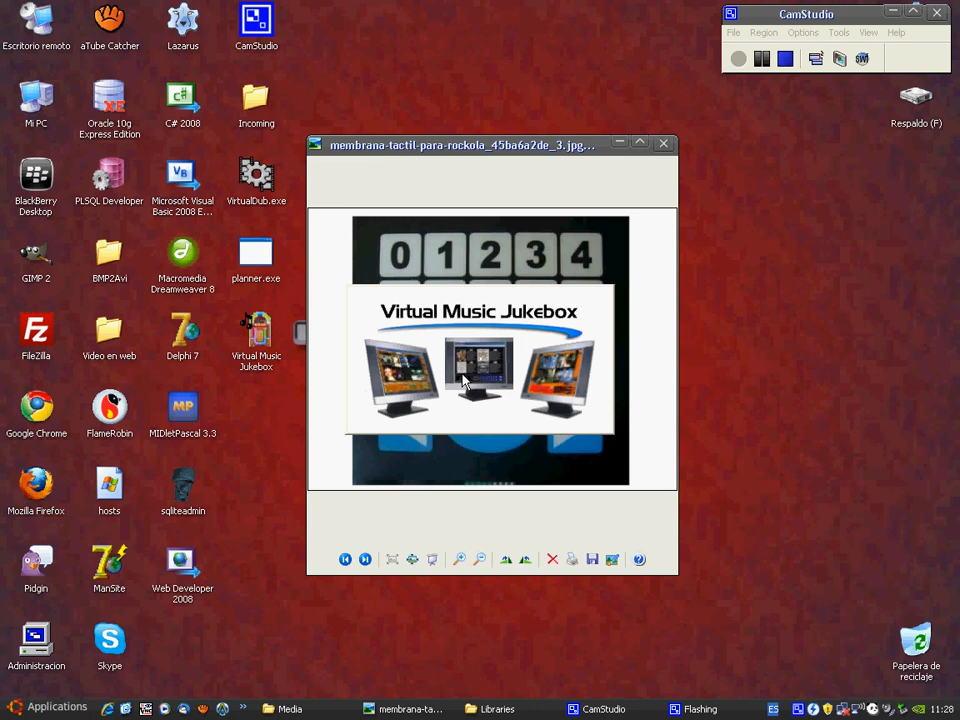 Escritorio remoto
aTube Catcher
Lazarus
CamStudio
CamStudio
File Region Options Tools View Help
Mi PC
Oracle 10g
Express Edition
C# 2008
Incoming
Respaldo (F)
membrana-tactil-para-rockola_45ba6a2de_3.jpg...
0 1 2 3 4
BlackBerry
Desktop
PLSQL Developer
Microsoft Visual
Basic 2008 E...
VirtualDub.exe
GIMP 2
BMP2Avi
Macromedia
Dreamweaver 8
planner.exe
Virtual Music Jukebox
FileZilla
Video en web
Delphi 7
Virtual Music
Jukebox
Google Chrome
FlameRobin
MP
MIDletPascal 3.3
Mozilla Firefox
hosts
sqliteadmin
Pidgin
ManSite
Web Developer
2008
Administracion
Skype
Papelera de
reciclaje
Applications
Media
membrana-ta...
Libraries
CamStudio
Flashing
ES
11:28